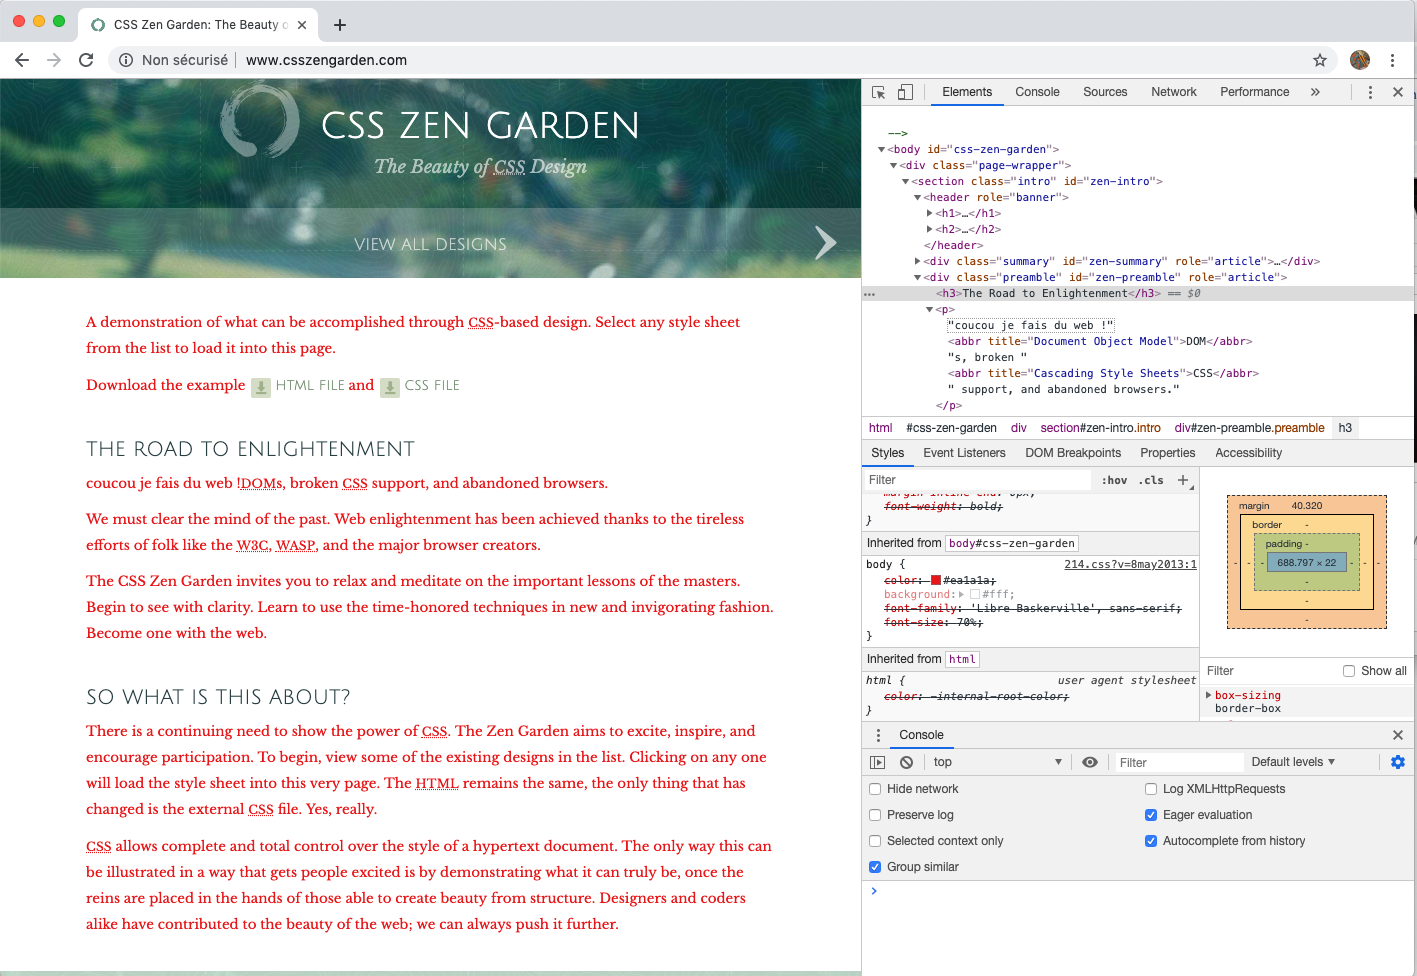 CSS Zen Garden: The Beauty o
Non sécurisé
www.csszengarden.com
CSS ZEN GARDEN
The Beauty of CSS Design
VIEW ALL DESIGNS
A demonstration of what can be accomplished through CSS-based design. Select any style sheet
from the list to load it into this page.
Download the example HTML FILE and CSS FILE
THE ROAD TO ENLIGHTENMENT
coucou je fais du web !DOMs, broken CSS support, and abandoned browsers.
We must clear the mind of the past. Web enlightenment has been achieved thanks to the tireless
efforts of folk like the W3C, WASP, and the major browser creators.
The CSS Zen Garden invites you to relax and meditate on the important lessons of the masters.
Begin to see with clarity. Learn to use the time-honored techniques in new and invigorating fashion.
Become one with the web.
SO WHAT IS THIS ABOUT?
There is a continuing need to show the power of CSS. The Zen Garden aims to excite, inspire, and
encourage participation. To begin, view some of the existing designs in the list. Clicking on any one
will load the style sheet into this very page. The HTML remains the same, the only thing that has
changed is the external CSS file. Yes, really.
CSS allows complete and total control over the style of a hypertext document. The only way this can
be illustrated in a way that gets people excited is by demonstrating what it can truly be, once the
reins are placed in the hands of those able to create beauty from structure. Designers and coders
alike have contributed to the beauty of the web; we can always push it further.
Elements Console Sources Network Performance »
-->
<body id="css-zen-garden">
<div class="page-wrapper">
<section class="intro" id="zen-intro">
<header role="banner">
<h1>…</h1>
<h2>…</h2>
</header>
<div class="summary" id="zen-summary" role="article">…</div>
<div class="preamble" id="zen-preamble" role="article">
… <h3>The Road to Enlightenment</h3> == $0
<p>
"coucou je fais du web !"
<abbr title="Document Object Model">DOM</abbr>
"s, broken "
<abbr title="Cascading Style Sheets">CSS</abbr>
" support, and abandoned browsers."
</p>
html #css-zen-garden div section#zen-intro.intro div#zen-preamble.preamble h3
Styles Event Listeners DOM Breakpoints Properties Accessibility
Filter :hov .cls +
margin-inline-end: 0px;
font-weight: bold;
}
Inherited from body#css-zen-garden
body { 214.css?v=8may2013:1
color: #ea1a1a;
background: #fff;
font-family: 'Libre Baskerville', sans-serif;
font-size: 70%;
}
Inherited from html
html { user agent stylesheet
color: -internal-root-color;
}
margin 40.320
border -
padding -
- - - 688.797 × 22 - - -
-
-
-
Filter Show all
box-sizing
border-box
Console
top Filter Default levels
Hide network
Log XMLHttpRequests
Preserve log
Eager evaluation
Selected context only
Autocomplete from history
Group similar
>